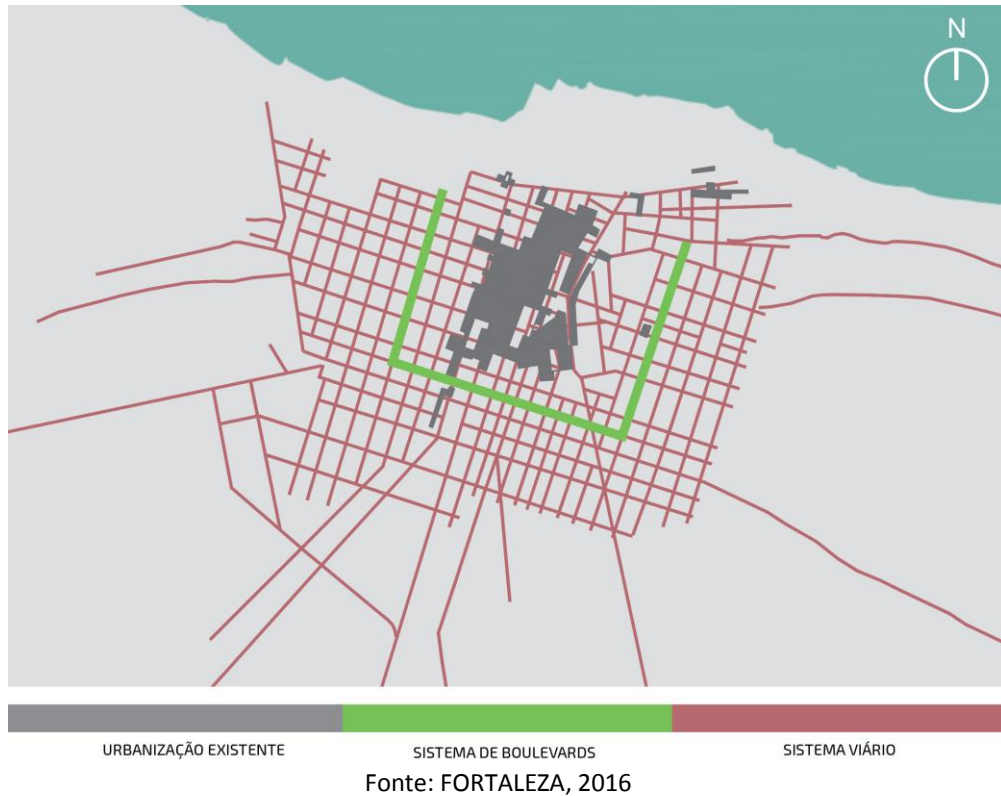 N
URBANIZAÇÃO EXISTENTE
SISTEMA DE BOULEVARDS
SISTEMA VIÁRIO
Fonte: FORTALEZA, 2016